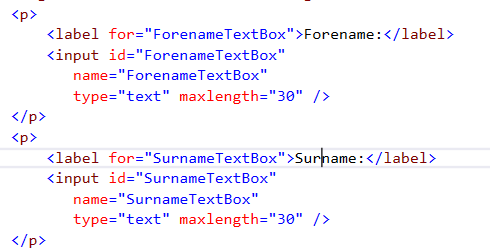 <p>
<label for="ForenameTextBox">Forename:</label>
<input id="ForenameTextBox"
name="ForenameTextBox"
type="text" maxlength="30" />
</p>
<p>
<label for="SurnameTextBox">Surname:</label>
<input id="SurnameTextBox"
name="SurnameTextBox"
type="text" maxlength="30" />
</p>